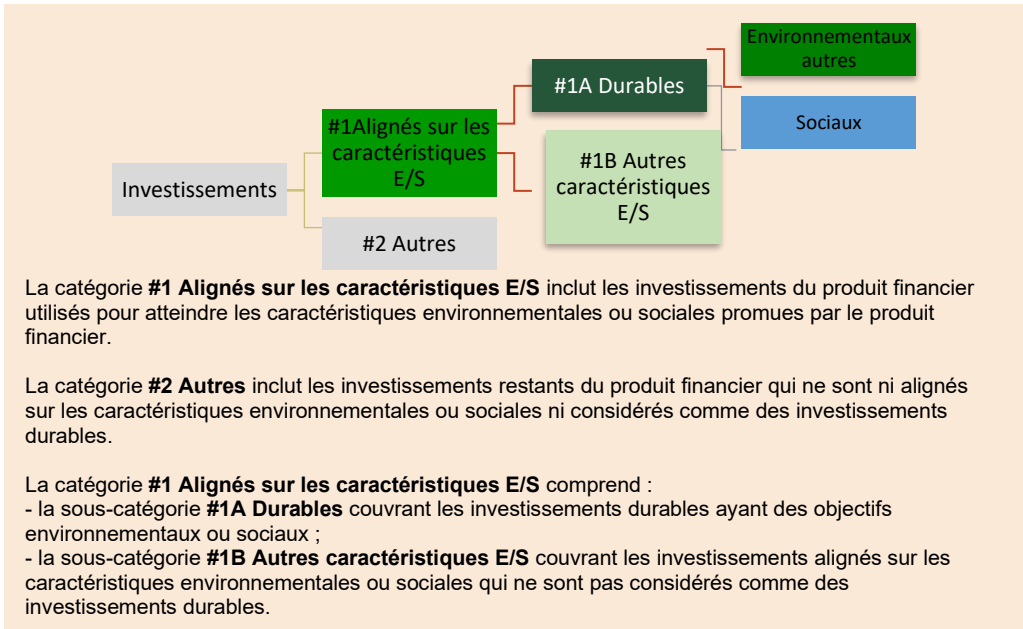 Environnementaux
autres
#1A Durables
Sociaux
#1Alignés sur les
caractéristiques
E/S
#1B Autres
caractéristiques
E/S
Investissements
#2 Autres
La catégorie #1 Alignés sur les caractéristiques E/S inclut les investissements du produit financier
utilisés pour atteindre les caractéristiques environnementales ou sociales promues par le produit
financier.
La catégorie #2 Autres inclut les investissements restants du produit financier qui ne sont ni alignés
sur les caractéristiques environnementales ou sociales ni considérés comme des investissements
durables.
La catégorie #1 Alignés sur les caractéristiques E/S comprend :
- la sous-catégorie #1A Durables couvrant les investissements durables ayant des objectifs
environnementaux ou sociaux ;
- la sous-catégorie #1B Autres caractéristiques E/S couvrant les investissements alignés sur les
caractéristiques environnementales ou sociales qui ne sont pas considérés comme des
investissements durables.